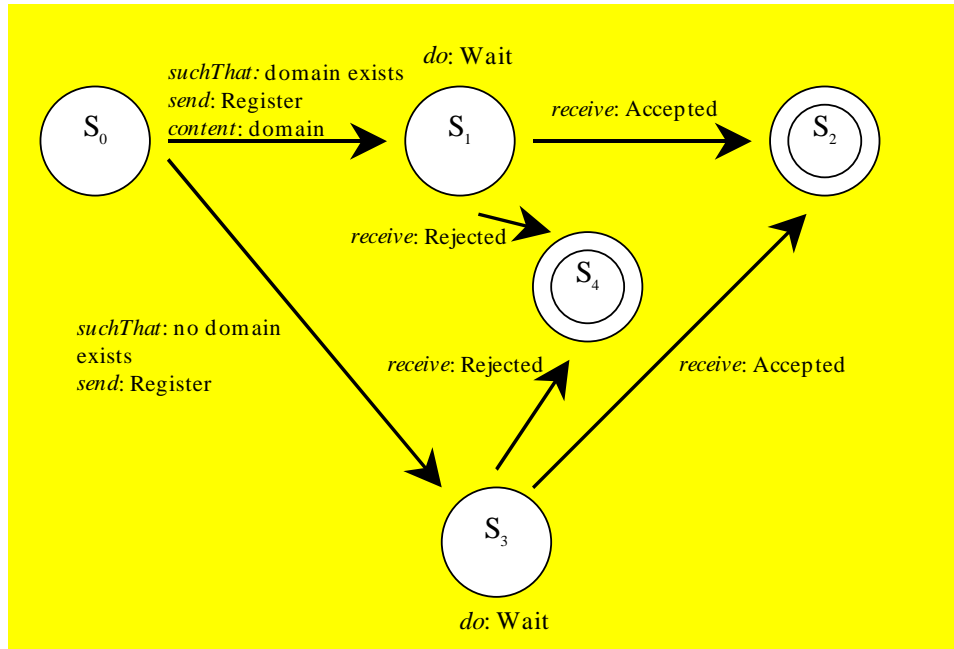 do: Wait
suchThat: domain exists
send: Register
content: domain
receive: Accepted
S0
S1
S2
receive: Rejected
S4
suchThat: no domain
exists
send: Register
receive: Rejected
receive: Accepted
S3
do: Wait